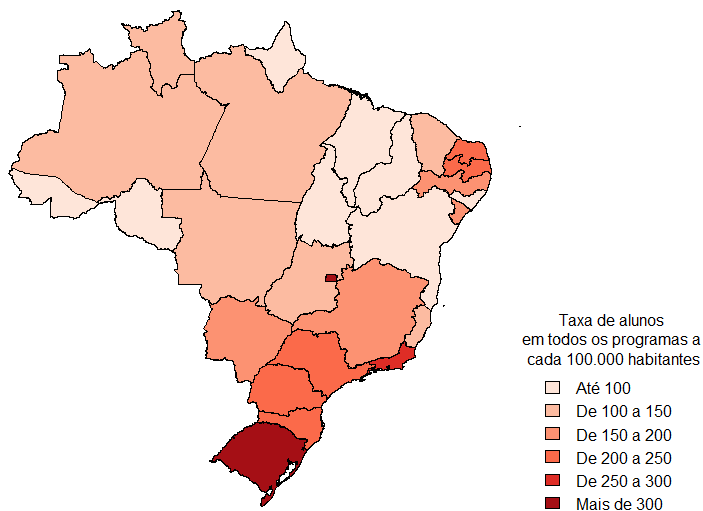 Taxa de alunos
em todos os programas a
cada 100.000 habitantes
Até 100
De 100 a 150
De 150 a 200
De 200 a 250
De 250 a 300
Mais de 300